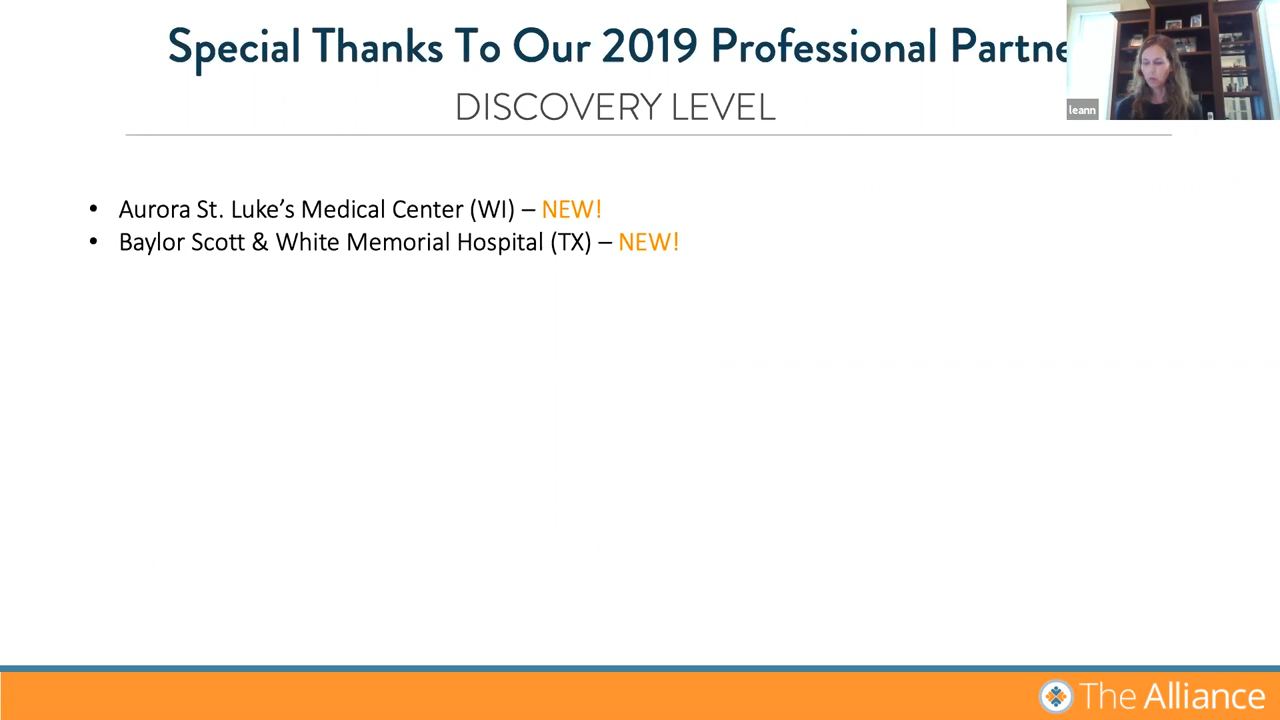 Special Thanks To Our 2019 Professional Partne
DISCOVERY LEVEL
leann
• Aurora St. Luke’s Medical Center (WI) – NEW!
• Baylor Scott & White Memorial Hospital (TX) – NEW!
The Alliance